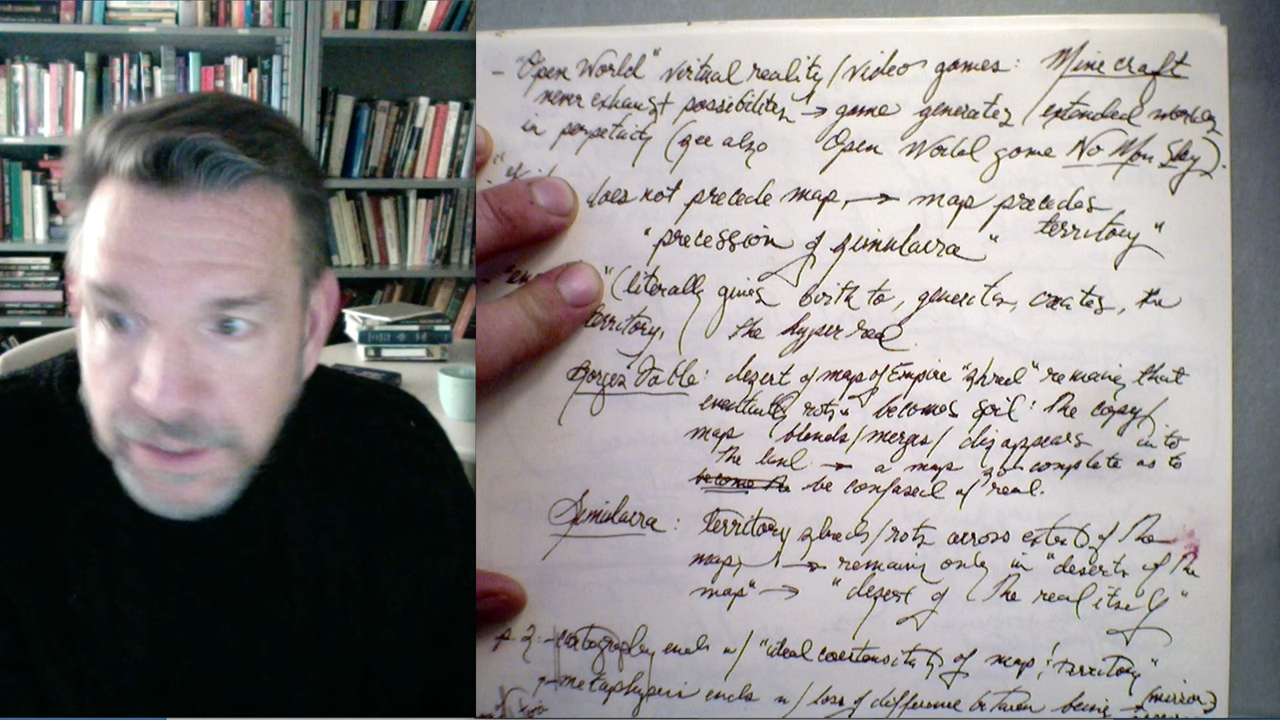 - "Open World" virtual reality/video games: Minecraft
never exhaust possibilities → game generates/extended worlds
in perpetuity (see also Open World game No Man Sky).
does not precede map, → map precedes
territory"
"precession of simulacra"
"(literally gives birth to, generates, creates, the
territory, the hyperreal.
Borges Fable: desert of map of Empire "shred" remains that
eventually rots & becomes soil: The copy/
map blends/merges/disappears into
the land → a map so complete as to
be confused w/ real.
Simulacra: territory shreds/rots across extent of the
map, → remains only in "deserts of the
map" → "desert of the real itself"
p. 2: - cartography ends w/ "ideal coextensivity of map & territory"
- metaphysics ends w/ loss of difference between being (mirror)